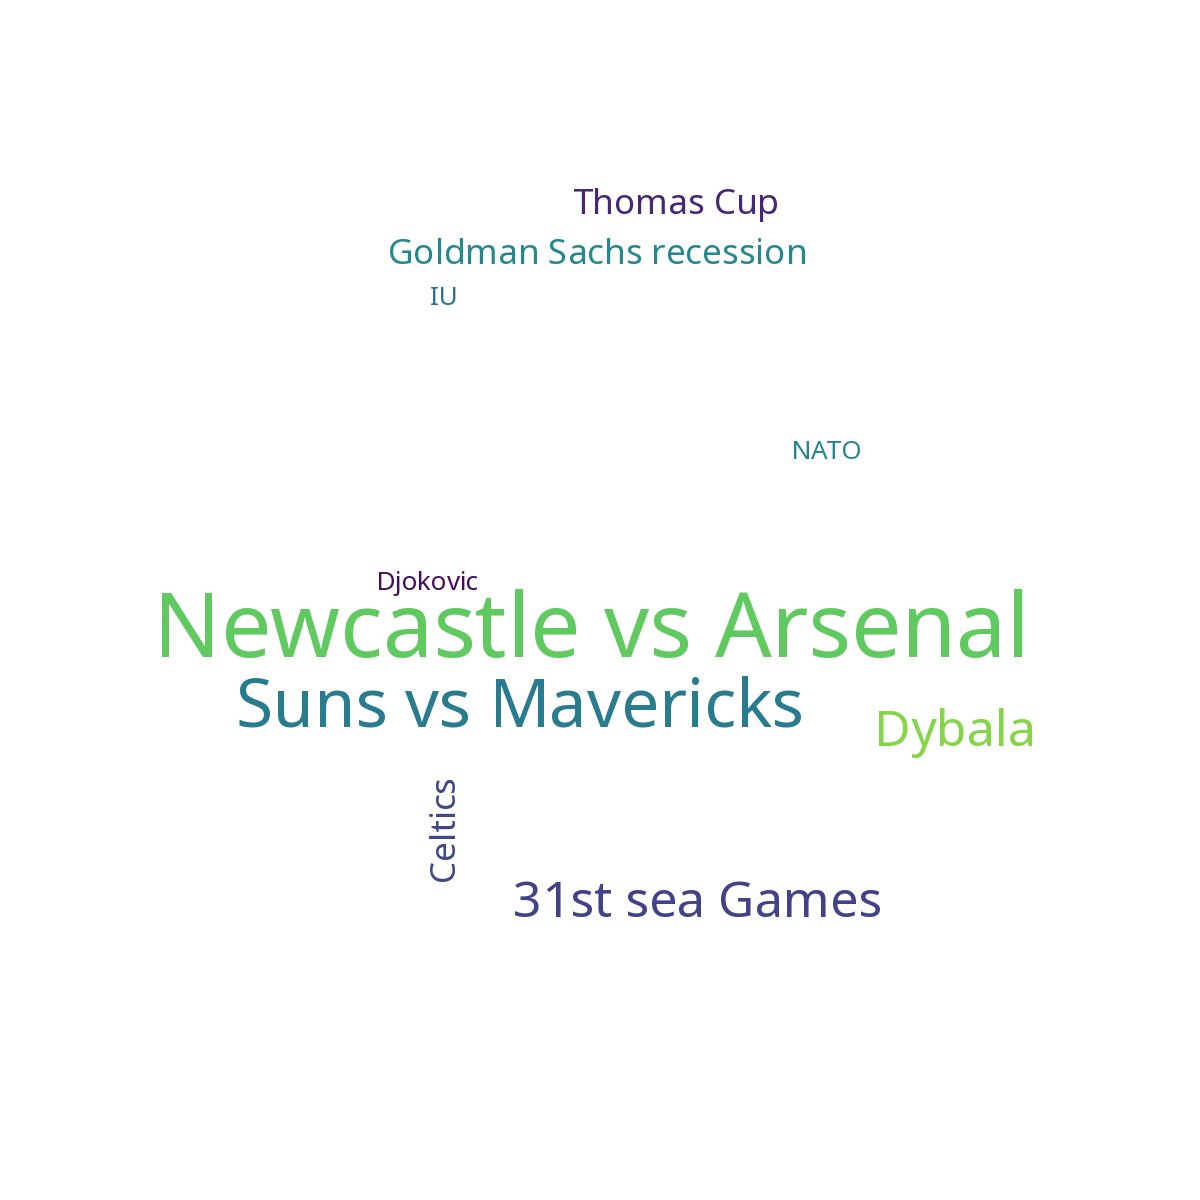 Thomas Cup
Goldman Sachs recession
IU
NATO
Djokovic
Newcastle vs Arsenal
Suns vs Mavericks
Dybala
Celtics
31st sea Games